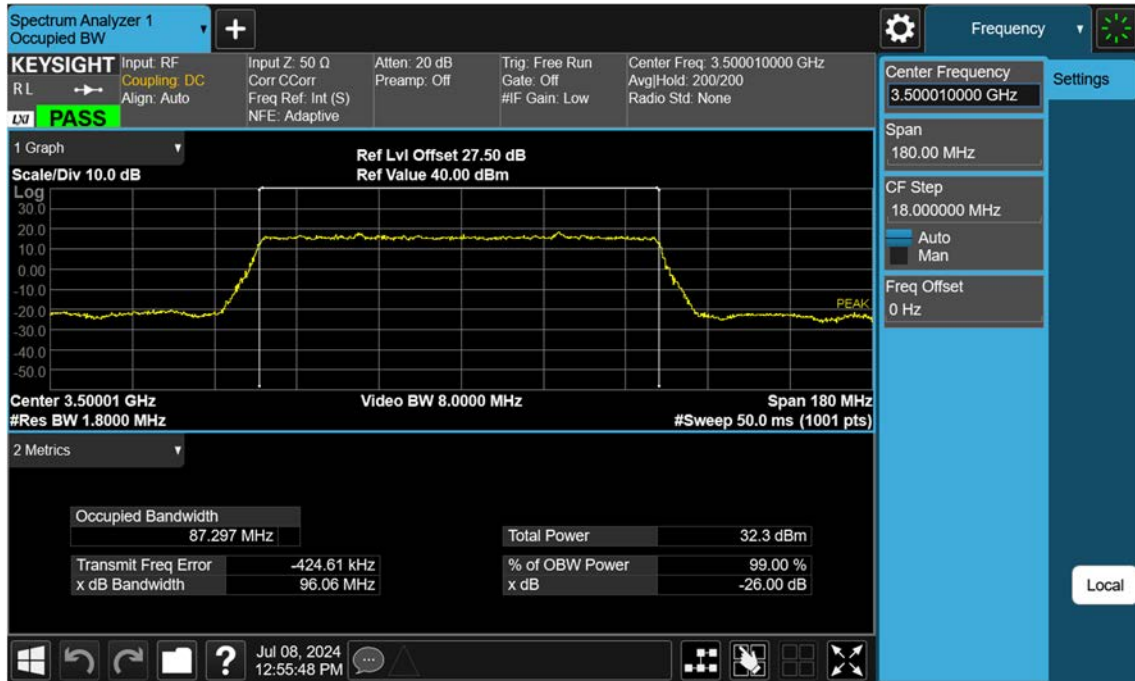 Spectrum Analyzer 1
Occupied BW
Frequency
KEYSIGHT
RL
LXI
PASS
Input: RF
Coupling: DC
Align: Auto
Input Z: 50 Ω
Corr CCorr
Freq Ref: Int (S)
NFE: Adaptive
Atten: 20 dB
Preamp: Off
Trig: Free Run
Gate: Off
#IF Gain: Low
Center Freq: 3.500010000 GHz
Avg|Hold: 200/200
Radio Std: None
Center Frequency
3.500010000 GHz
Settings
Span
180.00 MHz
CF Step
18.000000 MHz
Auto
Man
Freq Offset
0 Hz
Local
1 Graph
Scale/Div 10.0 dB
Ref Lvl Offset 27.50 dB
Ref Value 40.00 dBm
Log
30.0
20.0
10.0
0.00
-10.0
-20.0
-30.0
-40.0
-50.0
PEAK
Center 3.50001 GHz
#Res BW 1.8000 MHz
Video BW 8.0000 MHz
Span 180 MHz
#Sweep 50.0 ms (1001 pts)
2 Metrics
Occupied Bandwidth
87.297 MHz
Transmit Freq Error -424.61 kHz
x dB Bandwidth 96.06 MHz
Total Power 32.3 dBm
% of OBW Power 99.00 %
x dB -26.00 dB
?
Jul 08, 2024
12:55:48 PM